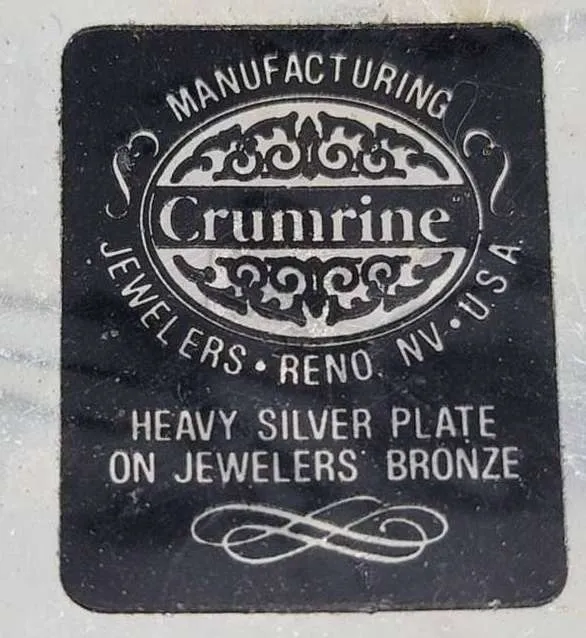 MANUFACTURING
Crumrine
JEWELERS • RENO, NV • U.S.A.
HEAVY SILVER PLATE
ON JEWELERS' BRONZE